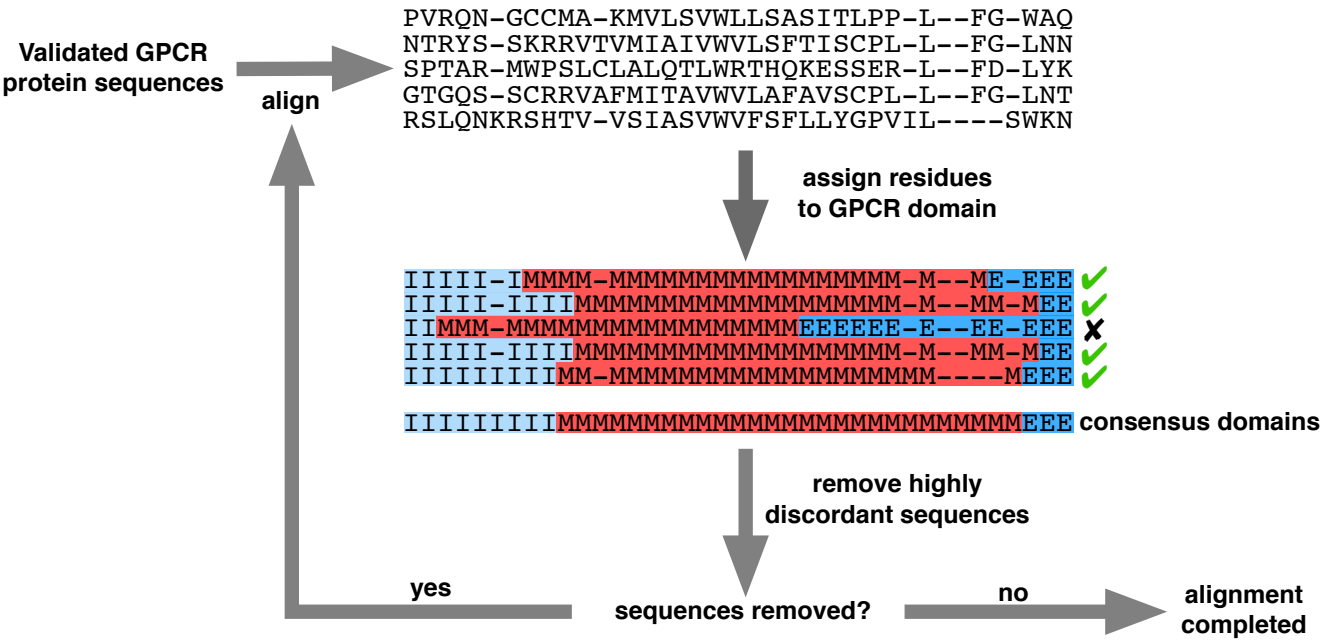 Validated GPCR
protein sequences
align
PVRQN-GCCMA-KMVLSVWLLSASITLPP-L--FG-WAQ
NTRYS-SKRRVTVMIAIVWVLSFTISCPL-L--FG-LNN
SPTAR-MWPSLCLALQTLWRTHQKESSER-L--FD-LYK
GTGQS-SCRRVAFMITAVWVLAFAVSCPL-L--FG-LNT
RSLQNKRSHTV-VSIASVWVFSFLLYGPVIL----SWKN
assign residues
to GPCR domain
IIIII-IMMMM-MMMMMMMMMMMMMMMMM-M--ME-EEE
IIIII-IIIIMMMMMMMMMMMMMMMMMMM-M--MM-MEE
IIMMM-MMMMMMMMMMMMMMMMMEEEEEE-E--EE-EEE
IIIII-IIIIMMMMMMMMMMMMMMMMMMM-M--MM-MEE
IIIIIIIIIMM-MMMMMMMMMMMMMMMMMMM----MEEE
IIIIIIIIIMMMMMMMMMMMMMMMMMMMMMMMMMMMEEE consensus domains
remove highly
discordant sequences
yes
sequences removed?
no
alignment
completed